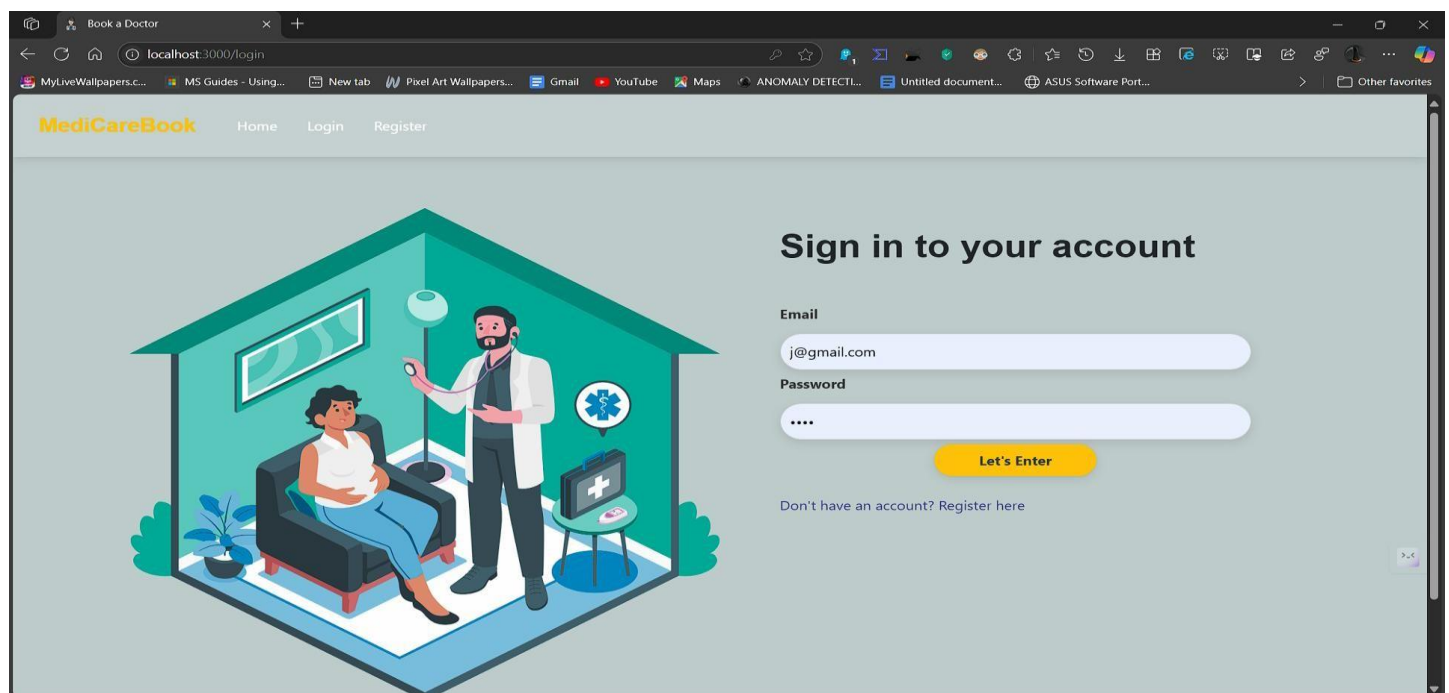 Book a Doctor
localhost:3000/login
MyLiveWallpapers.c... MS Guides - Using... New tab Pixel Art Wallpapers... Gmail YouTube Maps ANOMALY DETECTI... Untitled document... ASUS Software Port... Other favorites
MediCareBook Home Login Register
Sign in to your account
Email
j@gmail.com
Password
••••
Let's Enter
Don't have an account? Register here